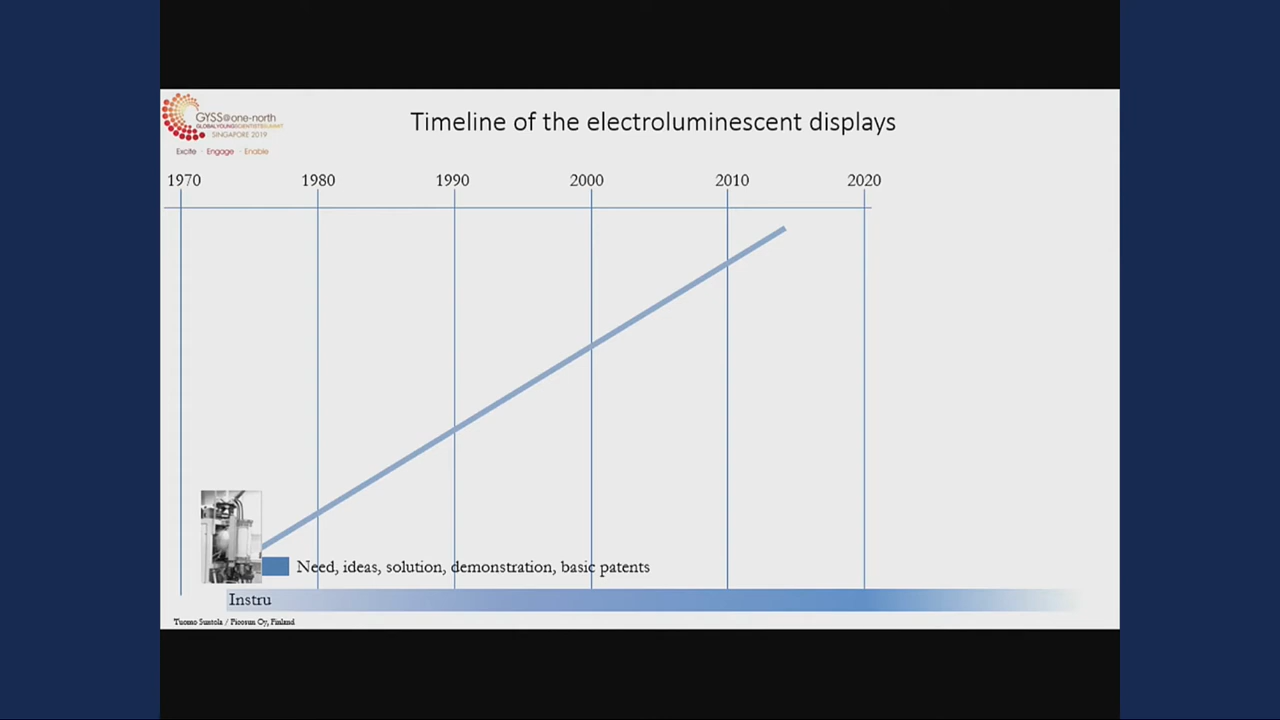 GYSS@one-north
GLOBALYOUNGSCIENTISTSSUMMIT
SINGAPORE 2019
Excite · Engage · Enable
Timeline of the electroluminescent displays
1970 1980 1990 2000 2010 2020
Need, ideas, solution, demonstration, basic patents
Instru
Tuomo Suntola / Picosun Oy, Finland